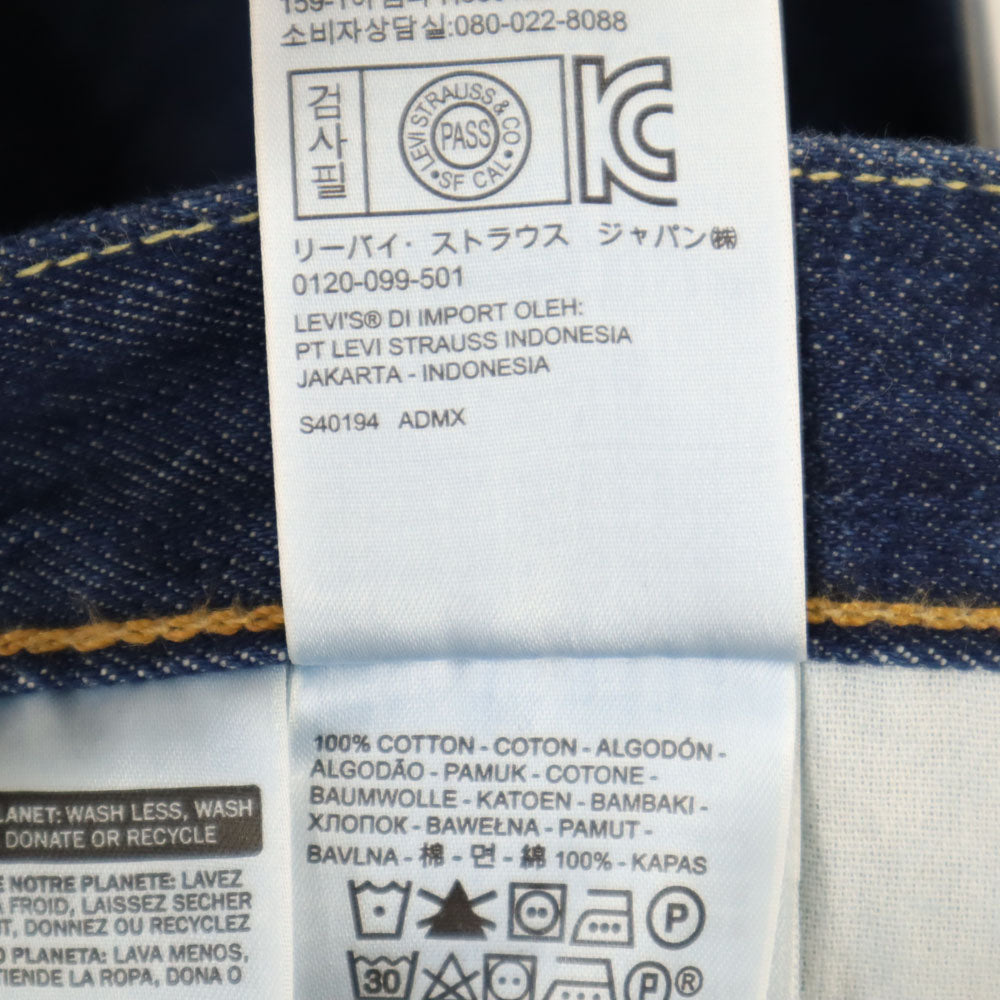 소비자상담실:080-022-8088
검사필
LEVI STRAUSS & CO
PASS
SF CAL
リーバイ・ストラウス ジャパン㈱
0120-099-501
LEVI'S® DI IMPORT OLEH:
PT LEVI STRAUSS INDONESIA
JAKARTA - INDONESIA
S40194 ADMX
100% COTTON - COTON - ALGODÓN -
ALGODÃO - PAMUK - COTONE -
BAUMWOLLE - KATOEN - BAMBAKI -
ХЛОПОК - BAWEŁNA - PAMUT -
BAVLNA - 棉 - 면 - 綿 100% - KAPAS
P
30
P ®
LANET: WASH LESS, WASH
DONATE OR RECYCLE
E NOTRE PLANETE: LAVEZ
FROID, LAISSEZ SECHER
T, DONNEZ OU RECYCLEZ
O PLANETA: LAVA MENOS,
TIENDE LA ROPA, DONA O